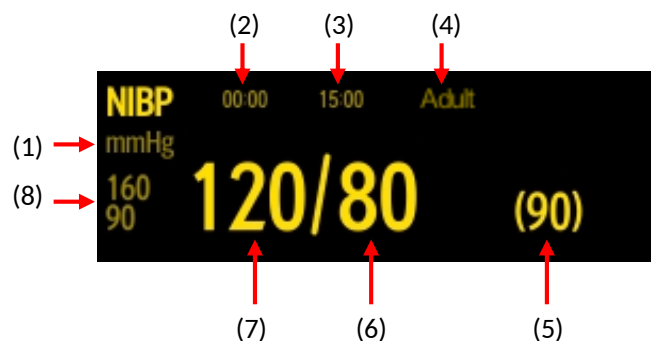 (2) (3) (4)
NIBP 00:00 15:00 Adult
(1) mmHg
(8) 160
90
120/80 (90)
(7) (6) (5)